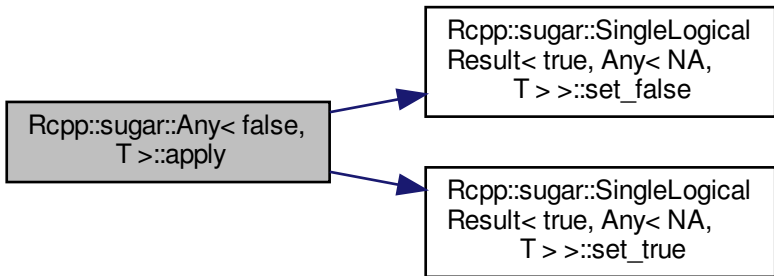 Rcpp::sugar::Any< false,
T >::apply
Rcpp::sugar::SingleLogical
Result< true, Any< NA,
T > >::set_false
Rcpp::sugar::SingleLogical
Result< true, Any< NA,
T > >::set_true